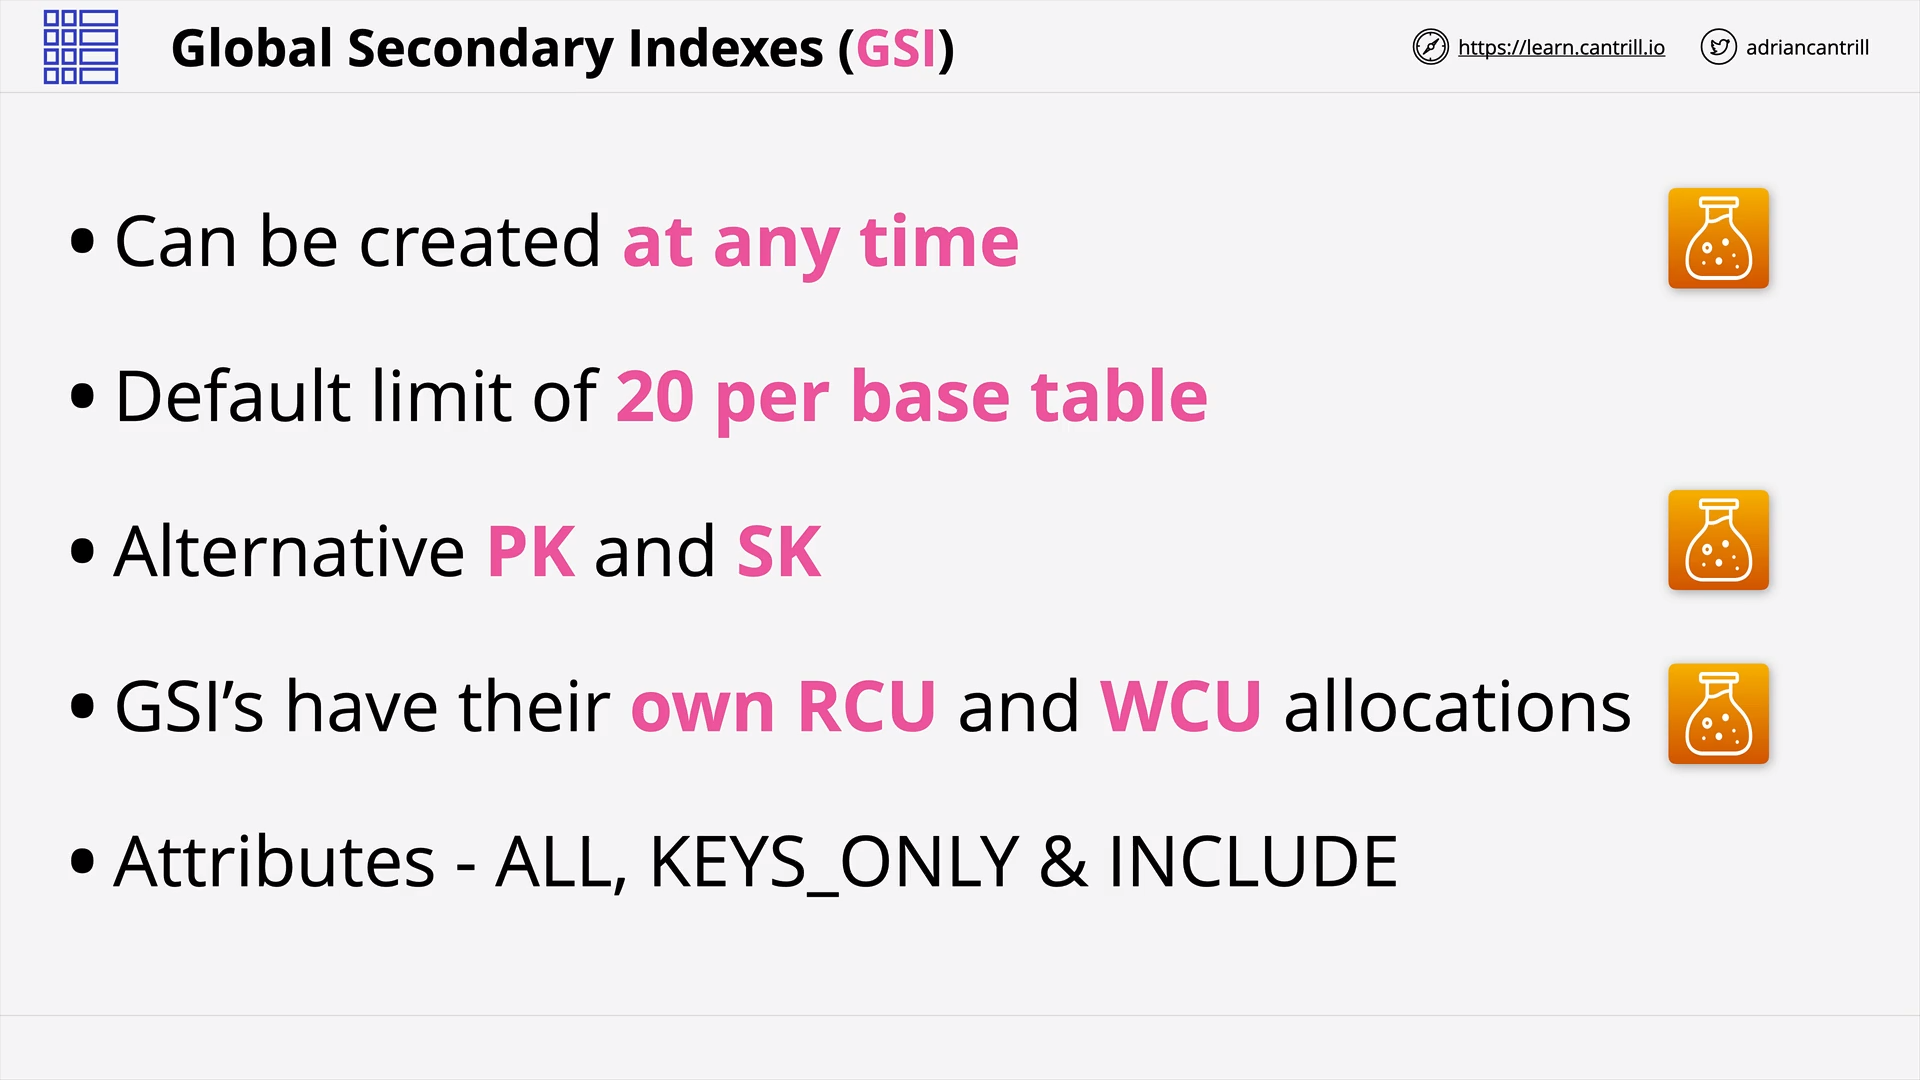 Global Secondary Indexes (GSI)
https://learn.cantrill.io
adriancantrill
• Can be created at any time
• Default limit of 20 per base table
• Alternative PK and SK
• GSI’s have their own RCU and WCU allocations
• Attributes - ALL, KEYS_ONLY & INCLUDE